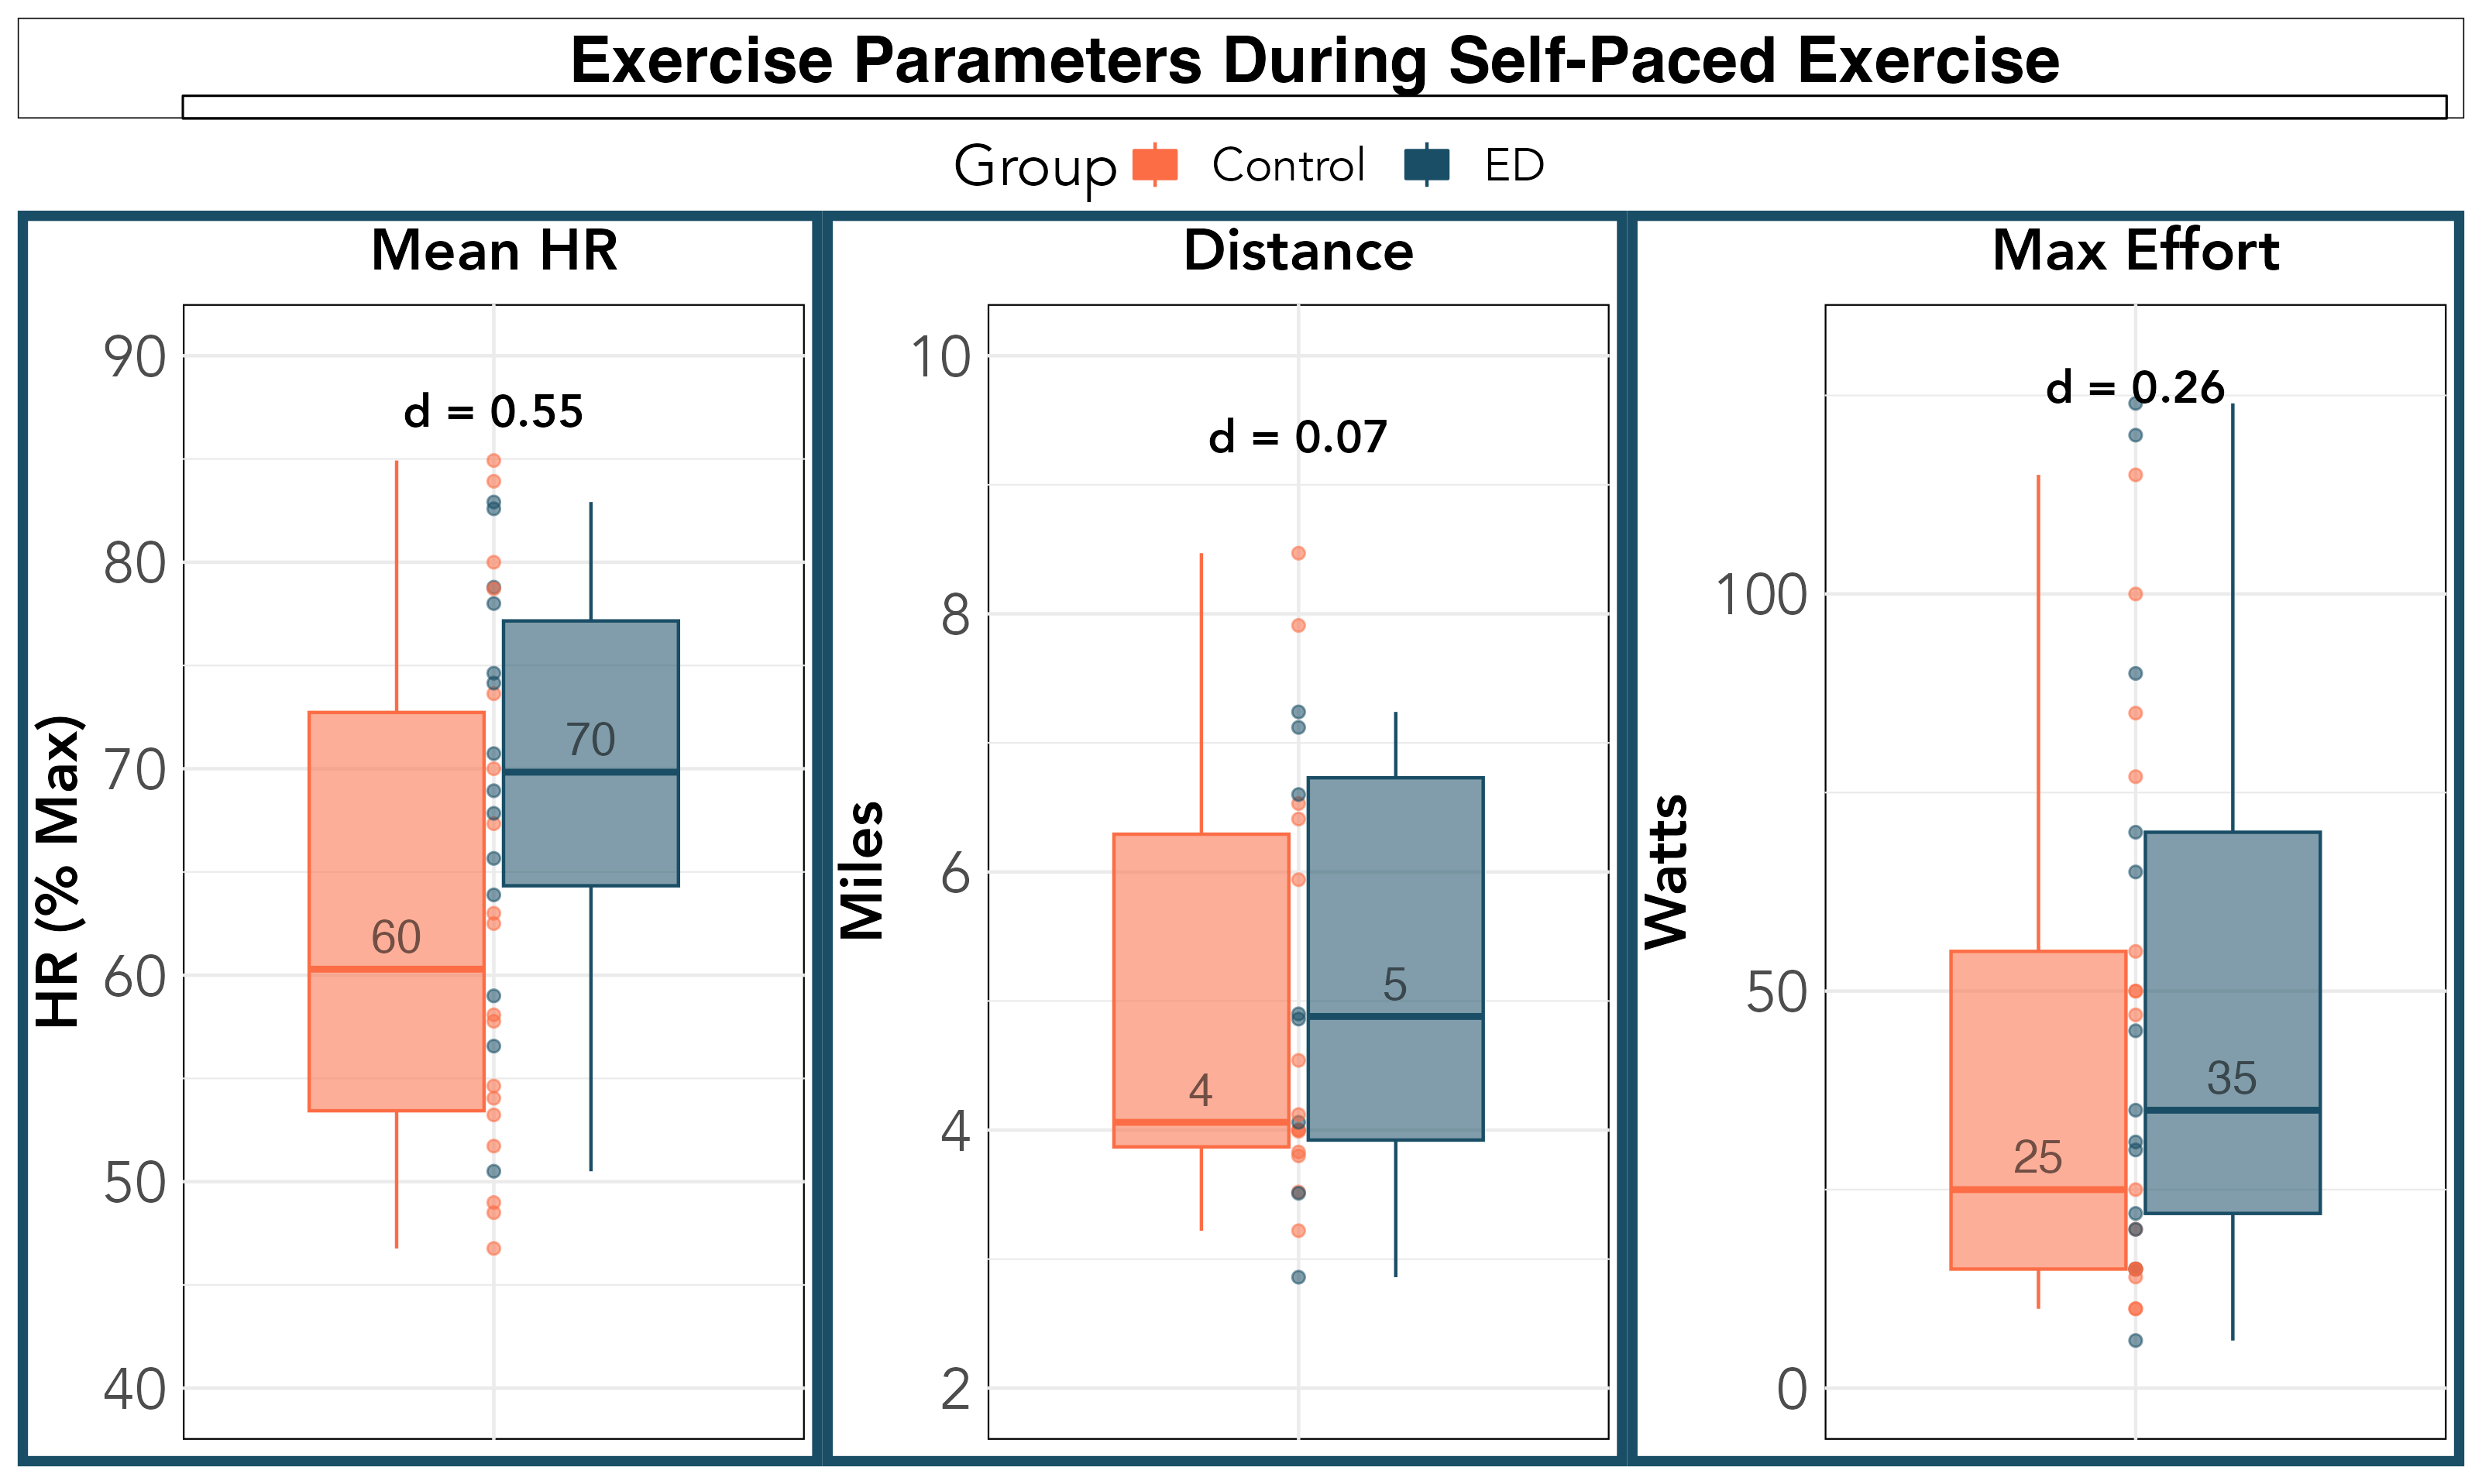 Exercise Parameters During Self-Paced Exercise
Group Control ED
Mean HR
HR (% Max)
90
80
70
60
50
40
d = 0.55
60
70
Distance
Miles
10
8
6
4
2
d = 0.07
4
5
Max Effort
Watts
100
50
0
d = 0.26
25
35